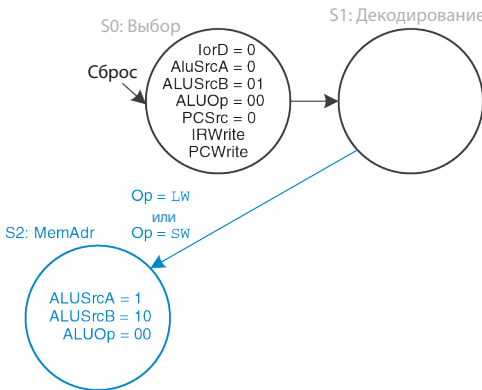 S0: Выбор
S1: Декодирование
Сброс
IorD = 0
AluSrcA = 0
ALUSrcB = 01
ALUOp = 00
PCSrc = 0
IRWrite
PCWrite
Op = LW
или
Op = SW
S2: MemAdr
ALUSrcA = 1
ALUSrcB = 10
ALUOp = 00